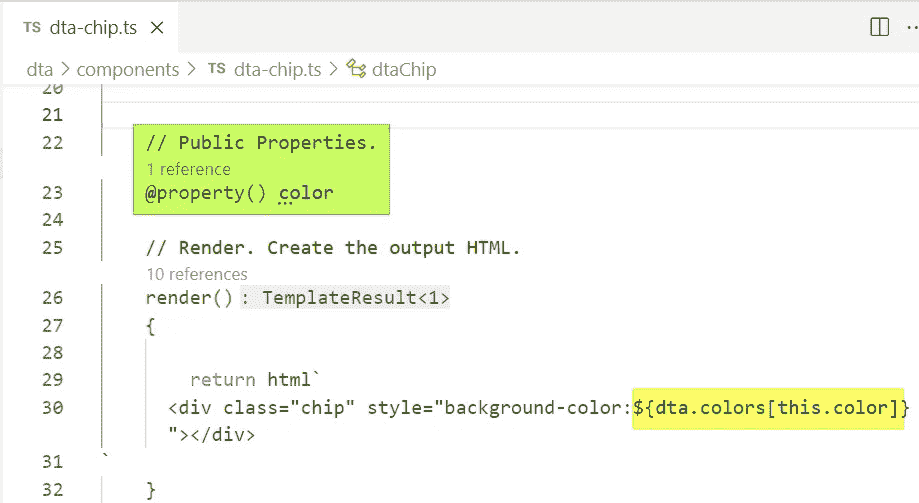 TS dta-chip.ts ×
dta > components > TS dta-chip.ts > dtaChip
20
21
22 // Public Properties.
1 reference
23 @property() color
24
25 // Render. Create the output HTML.
10 references
26 render() : TemplateResult<1>
27 {
28
29 return html`
30 <div class="chip" style="background-color:${dta.colors[this.color]}
"></div>
31 `
32 }